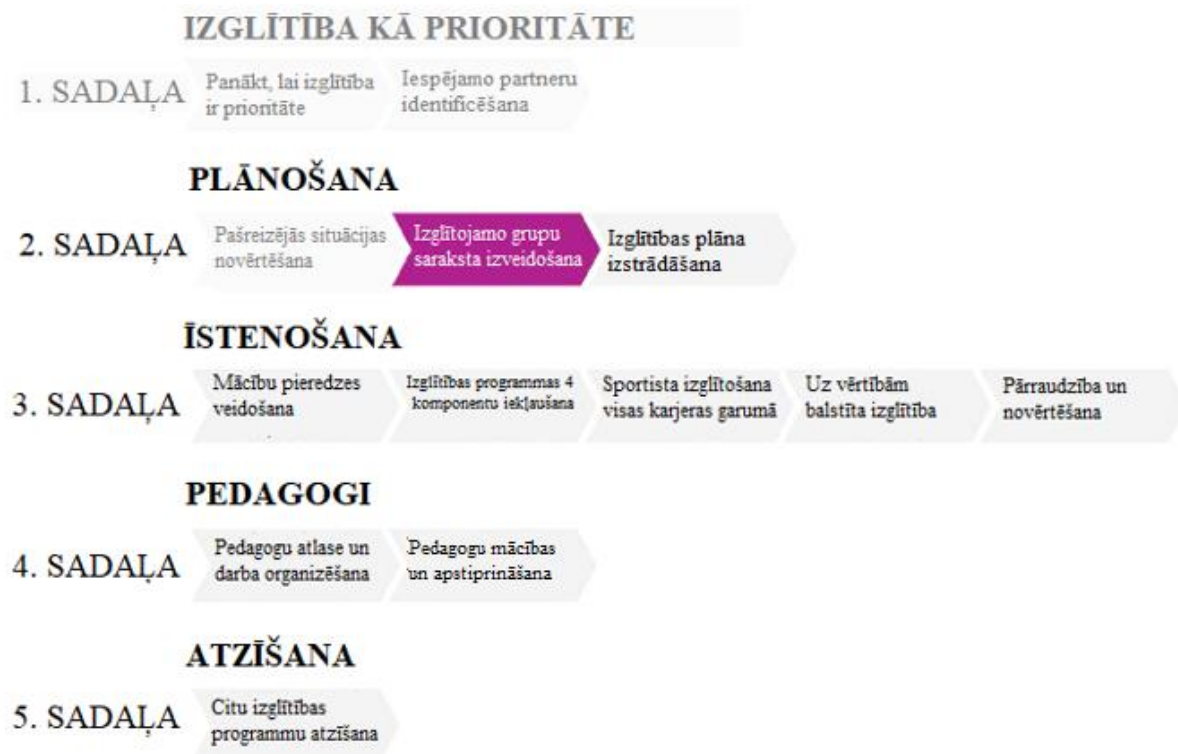 IZGLĪTĪBA KĀ PRIORITĀTE
1. SADAĻA
Panākt, lai izglītība
ir prioritāte
Iespējamo partneru
identificēšana
PLĀNOŠANA
2. SADAĻA
Pašreizējās situācijas
novērtēšana
Izglītojamo grupu
saraksta izveidošana
Izglītības plāna
izstrādāšana
ĪSTENOŠANA
3. SADAĻA
Mācību pieredzes
veidošana
Izglītības programmas 4
komponentu iekļaušana
Sportista izglītošana
visas karjeras garumā
Uz vērtībām
balstīta izglītība
Pārraudzība un
novērtēšana
PEDAGOGI
4. SADAĻA
Pedagogu atlase un
darba organizēšana
Pedagogu mācības
un apstiprināšana
ATZĪŠANA
5. SADAĻA
Citu izglītības
programmu atzīšana